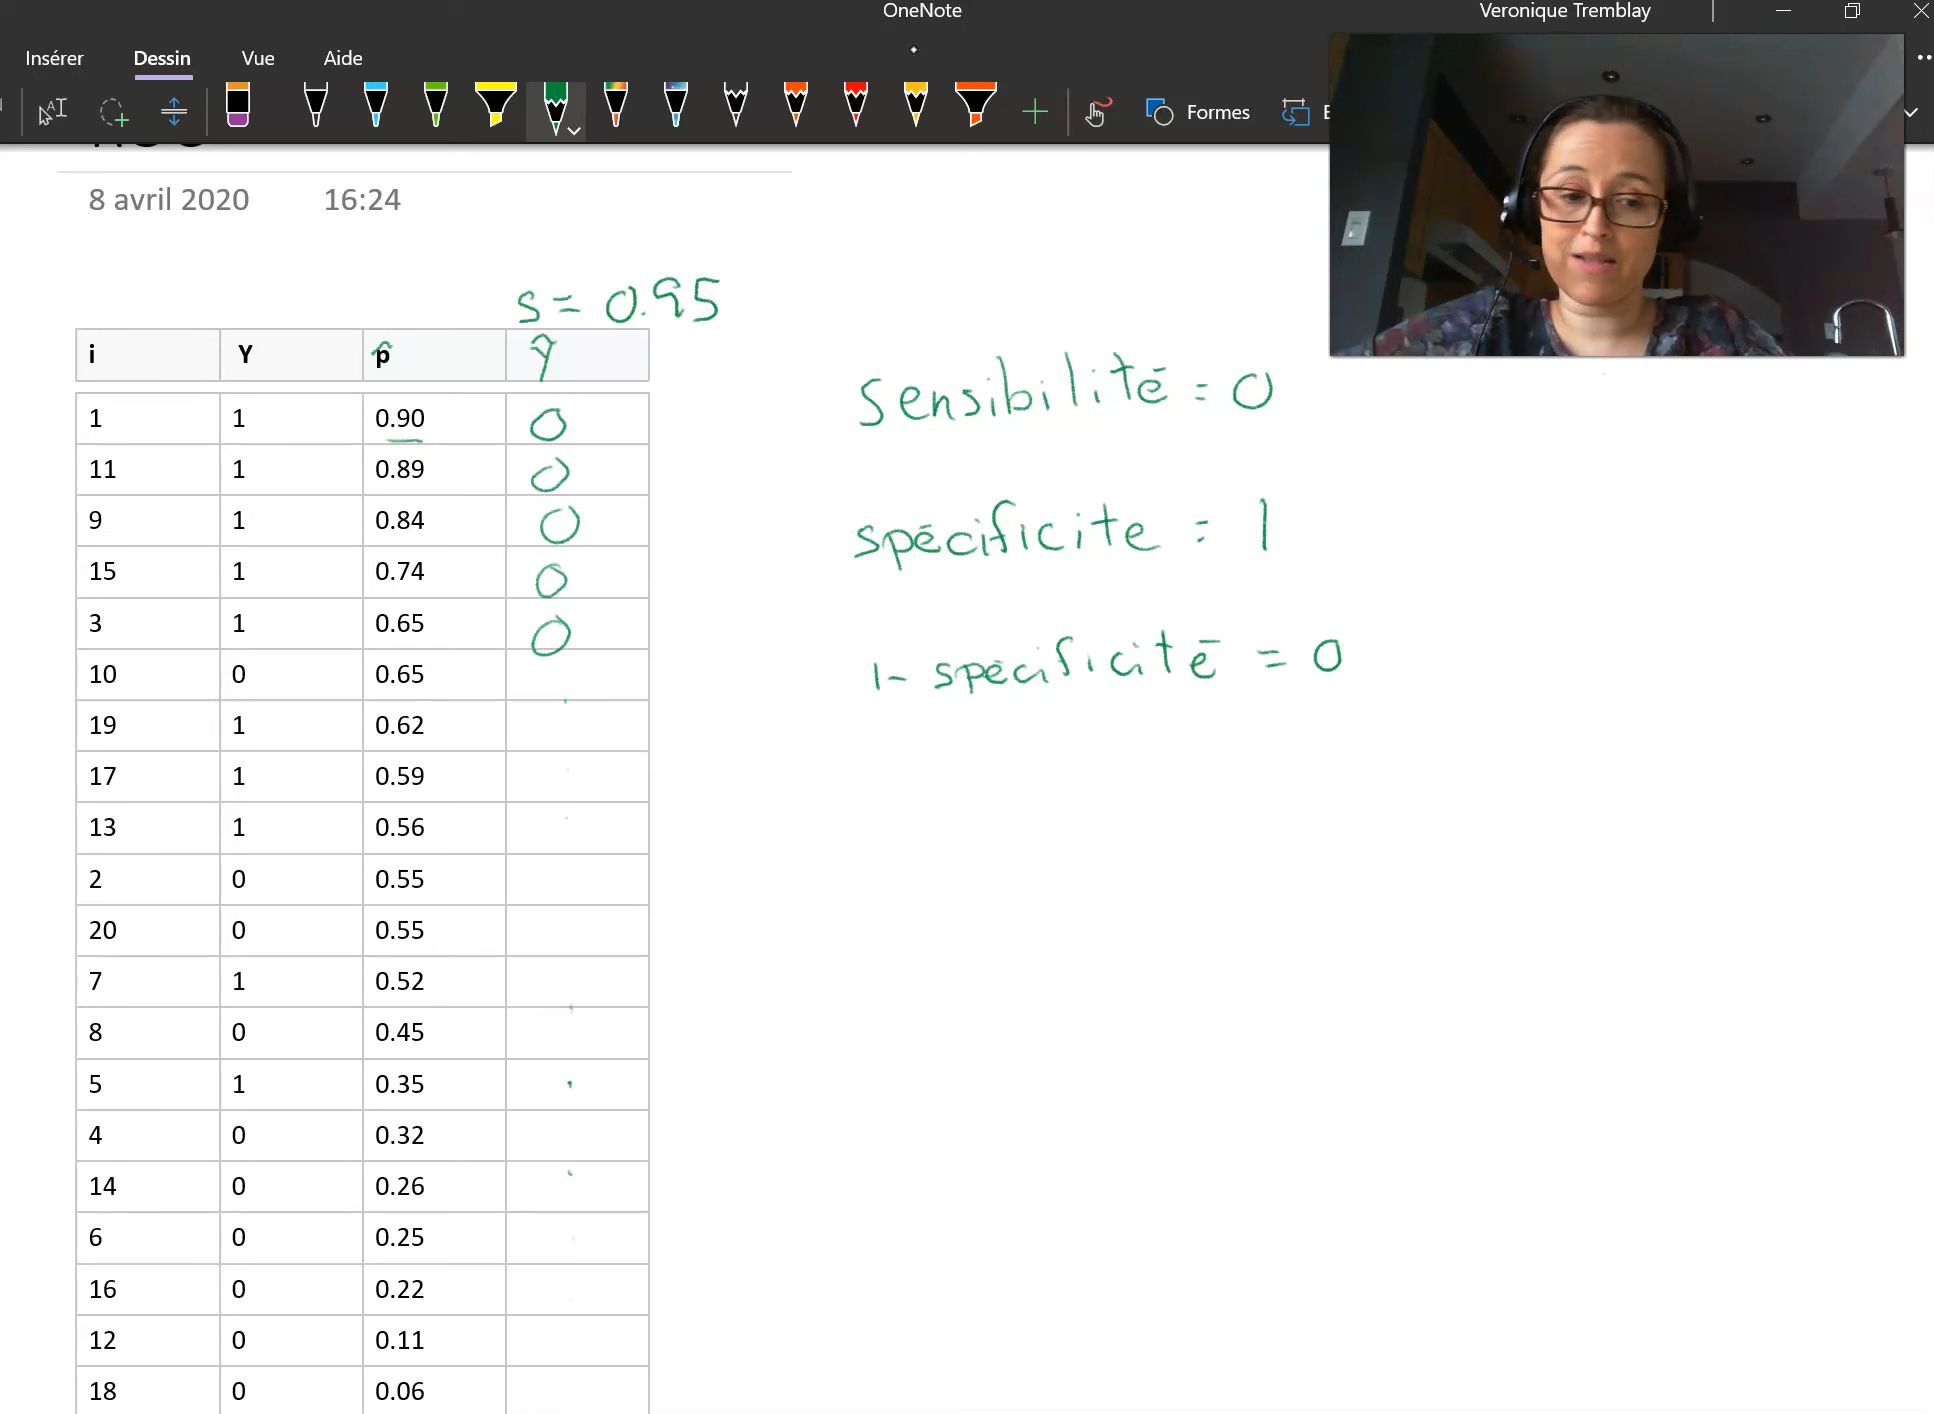 OneNote
Veronique Tremblay
Insérer Dessin Vue Aide
Formes
8 avril 2020 16:24
s = 0.95
i Y p̂ ŷ
1 1 0.90 0
11 1 0.89 0
9 1 0.84 0
15 1 0.74 0
3 1 0.65 0
10 0 0.65
19 1 0.62
17 1 0.59
13 1 0.56
2 0 0.55
20 0 0.55
7 1 0.52
8 0 0.45
5 1 0.35
4 0 0.32
14 0 0.26
6 0 0.25
16 0 0.22
12 0 0.11
18 0 0.06
Sensibilité = 0
spécificite = 1
1- spécificité = 0